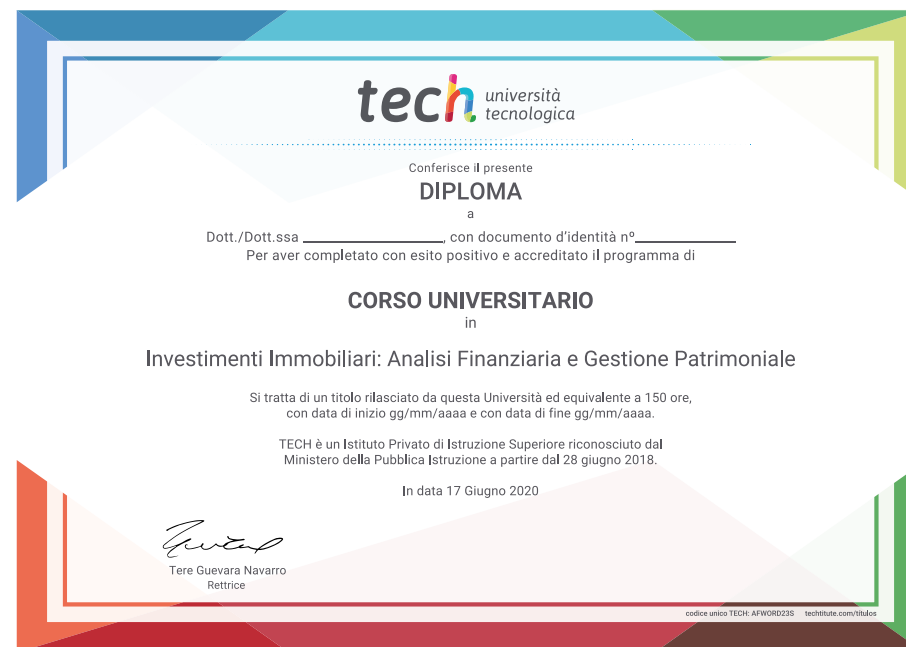 tech università
tecnologica
Conferisce il presente
DIPLOMA
a
Dott./Dott.ssa ____________________, con documento d'identità nº______________
Per aver completato con esito positivo e accreditato il programma di
CORSO UNIVERSITARIO
in
Investimenti Immobiliari: Analisi Finanziaria e Gestione Patrimoniale
Si tratta di un titolo rilasciato da questa Università ed equivalente a 150 ore,
con data di inizio gg/mm/aaaa e con data di fine gg/mm/aaaa.
TECH è un Istituto Privato di Istruzione Superiore riconosciuto dal
Ministero della Pubblica Istruzione a partire dal 28 giugno 2018.
In data 17 Giugno 2020
Tere Guevara Navarro
Rettrice
codice unico TECH: AFWORD23S techtitute.com/titulos